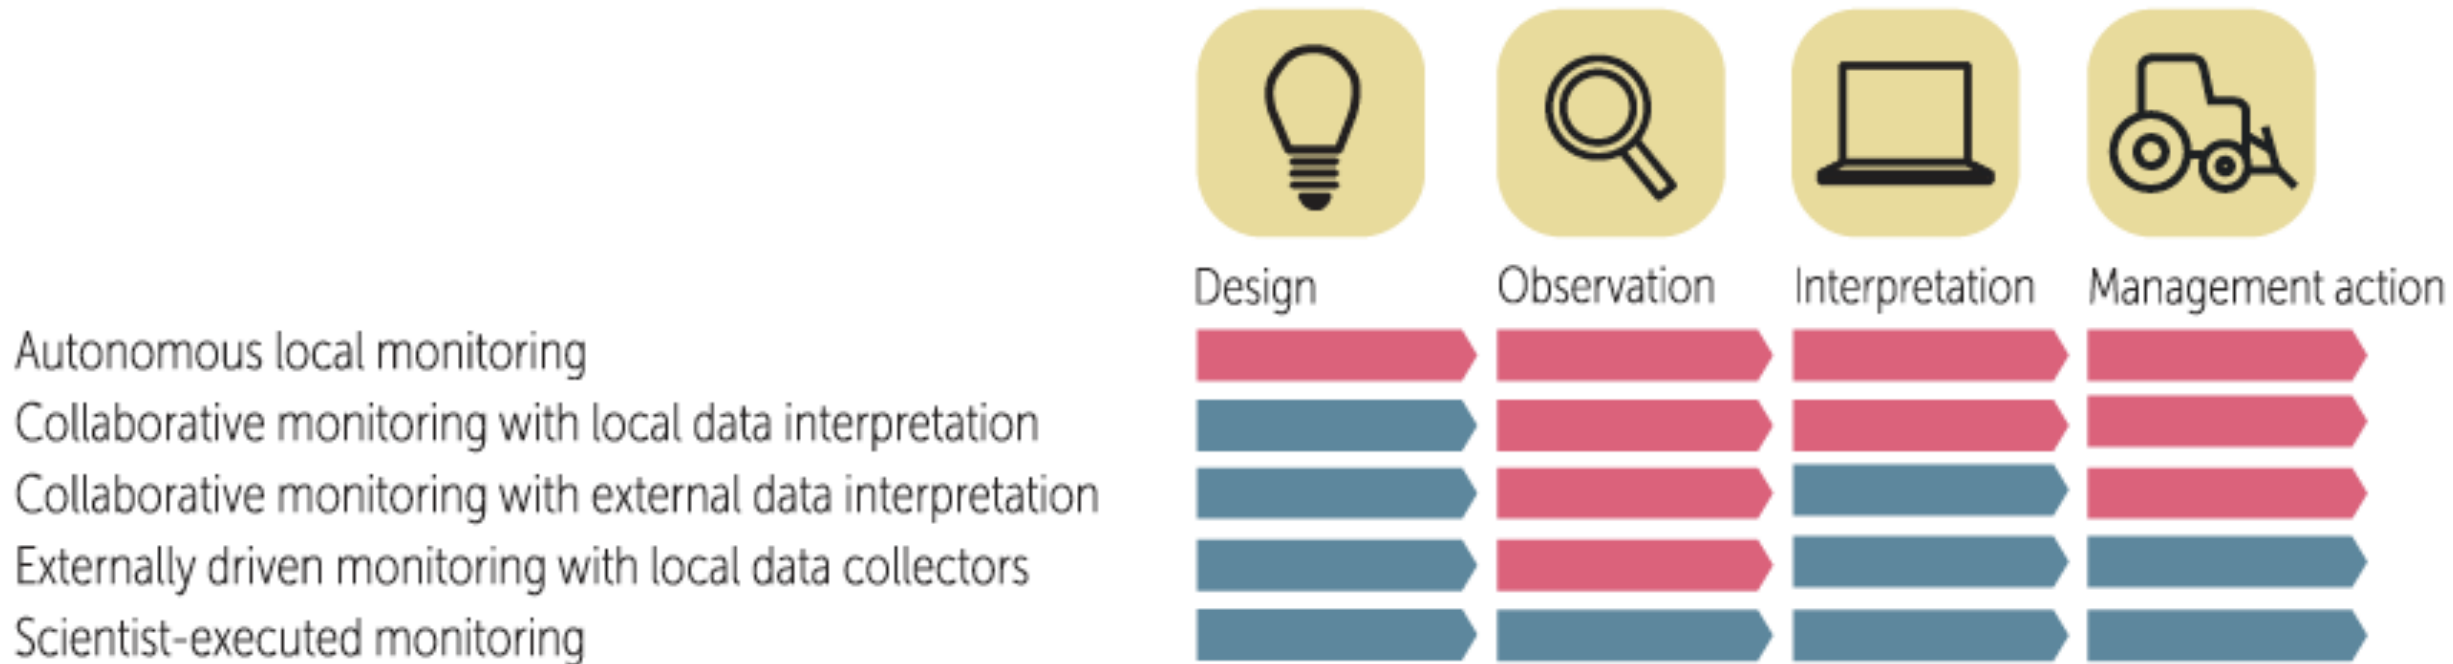 Design Observation Interpretation Management action
Autonomous local monitoring
Collaborative monitoring with local data interpretation
Collaborative monitoring with external data interpretation
Externally driven monitoring with local data collectors
Scientist-executed monitoring